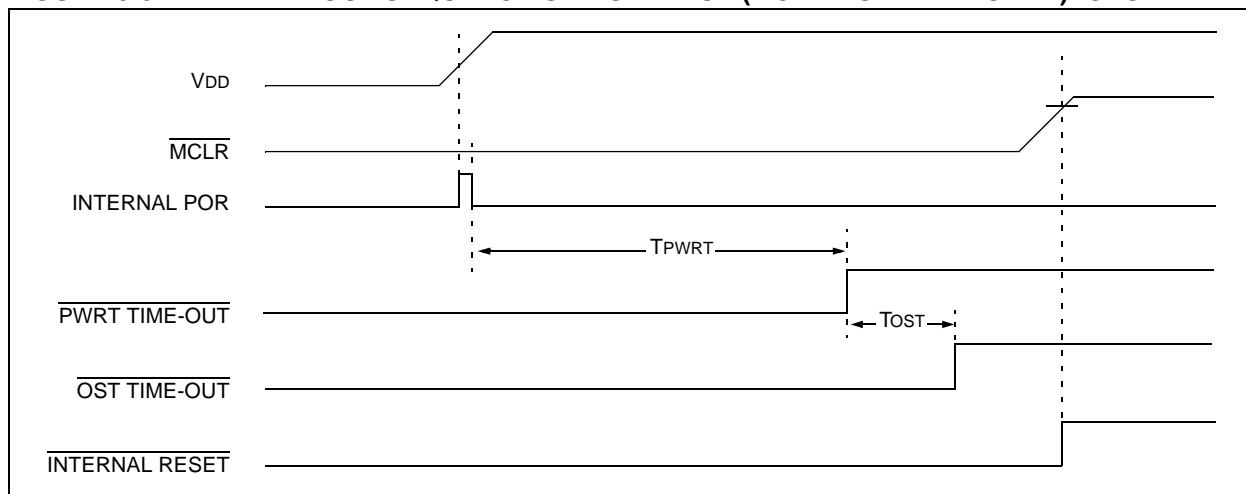 VDD
MCLR
INTERNAL POR
TPWRT
PWRT TIME-OUT
TOST
OST TIME-OUT
INTERNAL RESET